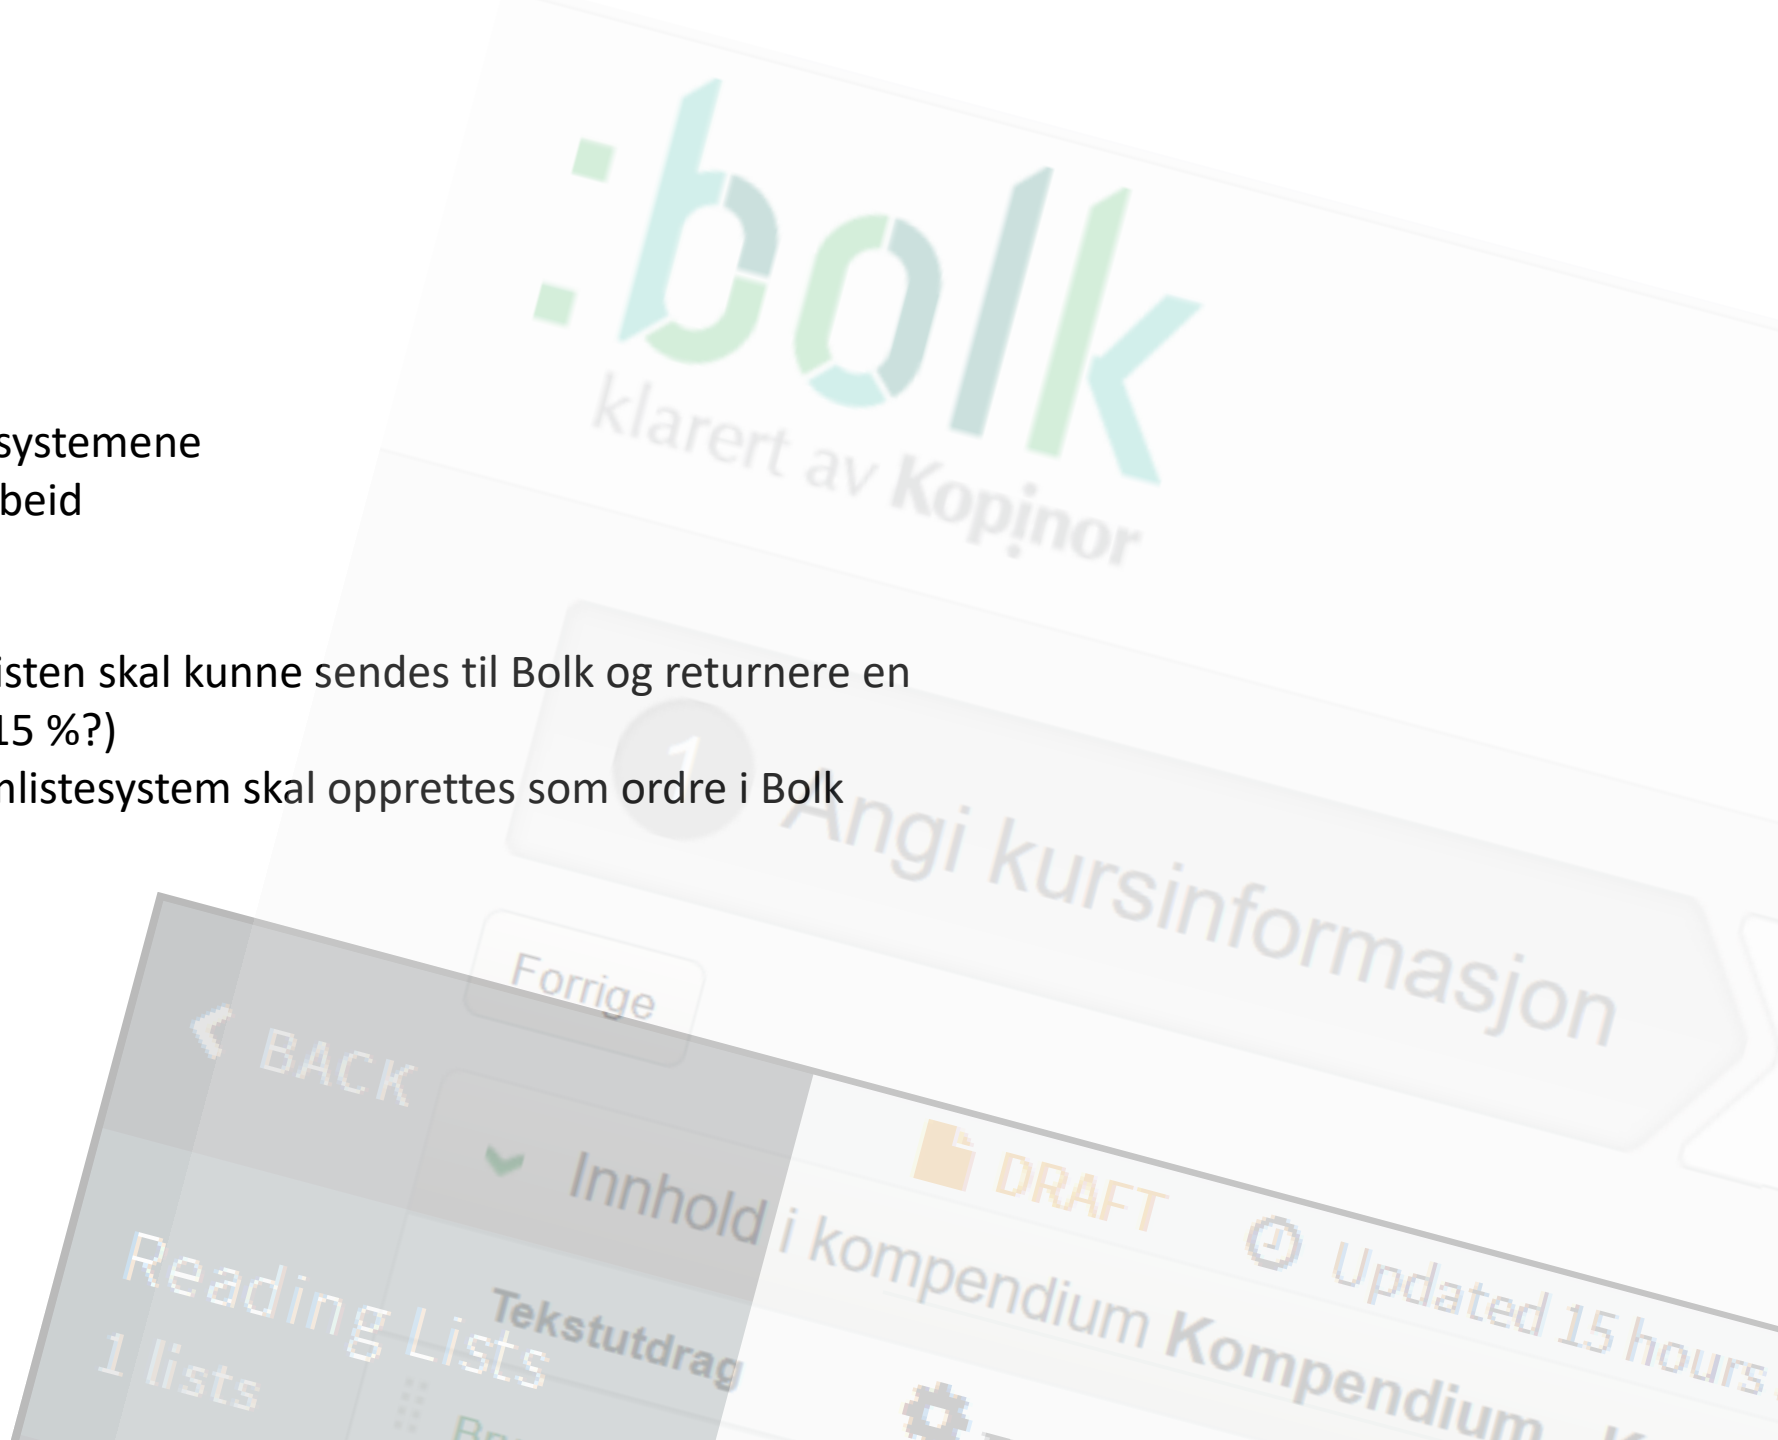 :bolk
klarert av Kopinor
systemene
beid
isten skal kunne sendes til Bolk og returnere en
15 %?)
nlistesystem skal opprettes som ordre i Bolk
1 Angi kursinformasjon
Forrige
BACK
Innhold i kompendium Kompendium
DRAFT
Updated 15 hours
Reading Lists
1 lists
Tekstutdrag